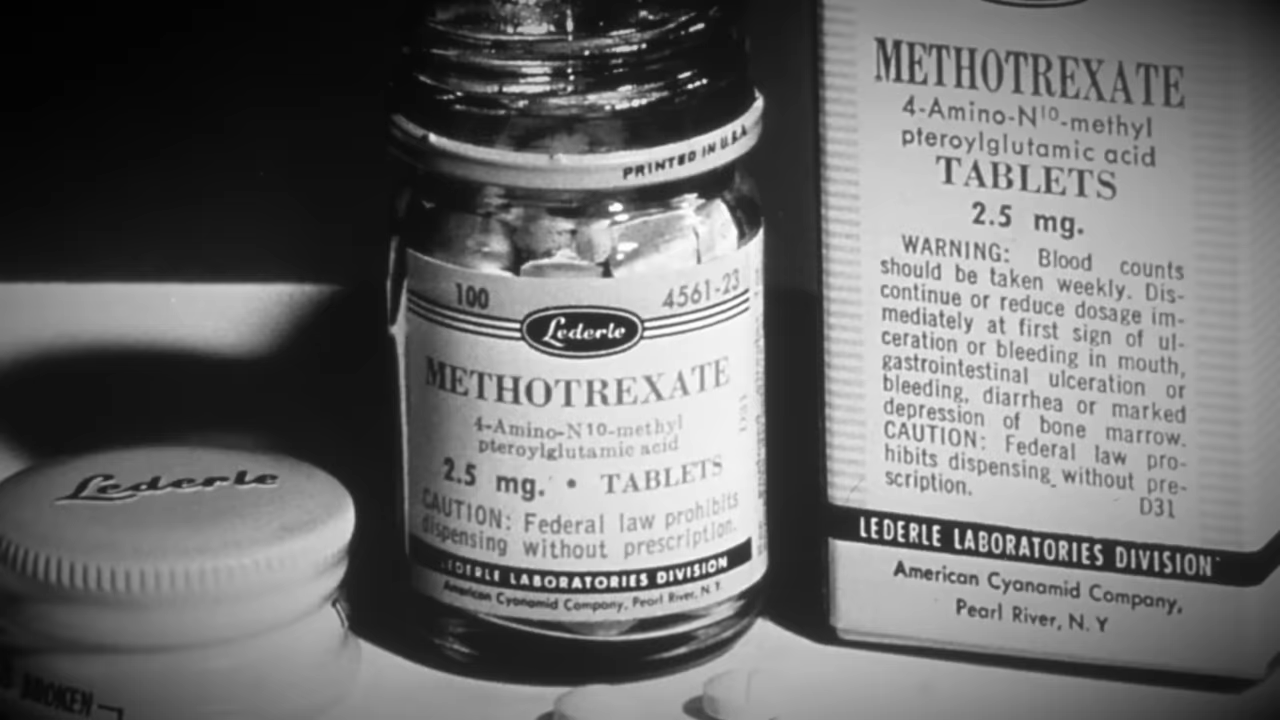 PRINTED IN U.S.A.
100 4561-23
Lederle
METHOTREXATE
4-Amino-N10-methyl
pteroylglutamic acid
2.5 mg. • TABLETS
CAUTION: Federal law prohibits
dispensing without prescription.
LEDERLE LABORATORIES DIVISION
American Cyanamid Company, Pearl River, N.Y.
D31
Lederle
BROKEN
METHOTREXATE
4-Amino-N¹⁰-methyl
pteroylglutamic acid
TABLETS
2.5 mg.
WARNING: Blood counts
should be taken weekly. Dis-
continue or reduce dosage im-
mediately at first sign of ul-
ceration or bleeding in mouth,
gastrointestinal ulceration or
bleeding, diarrhea or marked
depression of bone marrow.
CAUTION: Federal law pro-
hibits dispensing without pre-
scription.
D31
LEDERLE LABORATORIES DIVISION
American Cyanamid Company,
Pearl River, N. Y